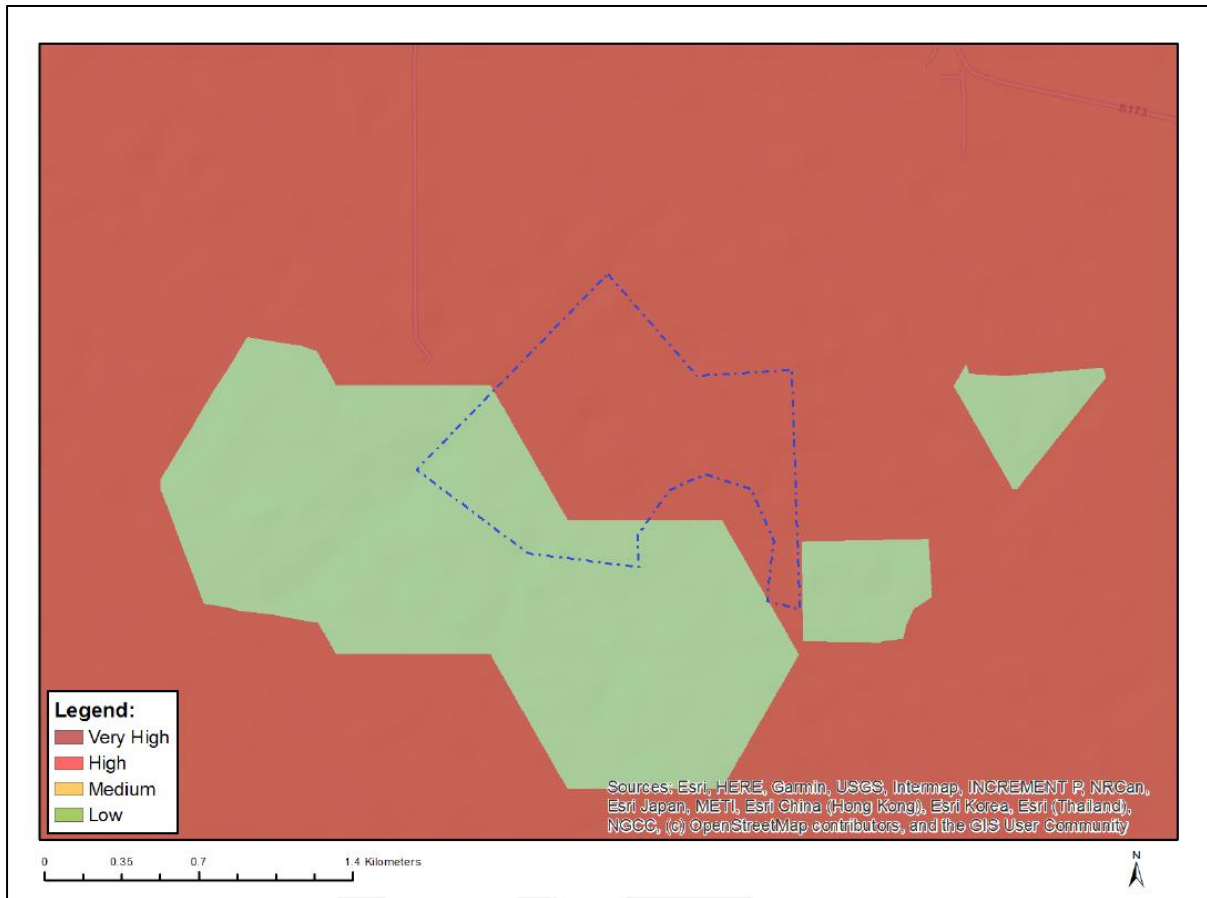 S173
Legend:
Very High
High
Medium
Low
Sources: Esri, HERE, Garmin, USGS, Intermap, INCREMENT P, NRCan,
Esri Japan, METI, Esri China (Hong Kong), Esri Korea, Esri (Thailand),
NGCC, (c) OpenStreetMap contributors, and the GIS User Community
0 0.35 0.7 1.4 Kilometers
N